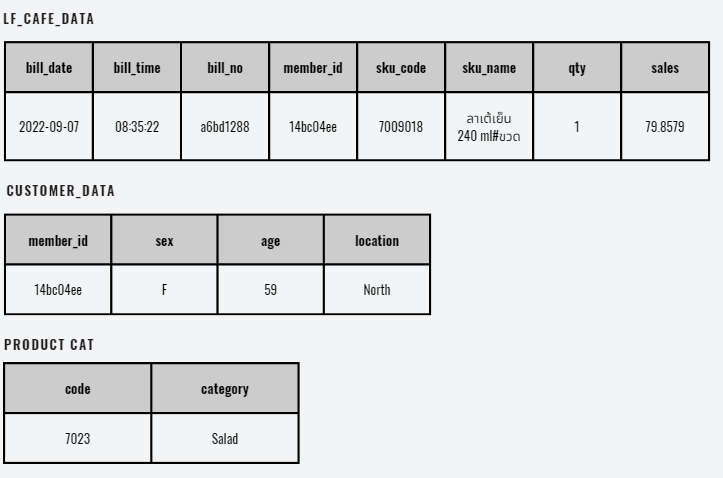 LF_CAFE_DATA
bill_date bill_time bill_no member_id sku_code sku_name qty sales
2022-09-07 08:35:22 a6bd1288 14bc04ee 7009018 ลาเต้เย็น 1 79.8579
240 ml#ขวด
CUSTOMER_DATA
member_id sex age location
14bc04ee F 59 North
PRODUCT CAT
code category
7023 Salad